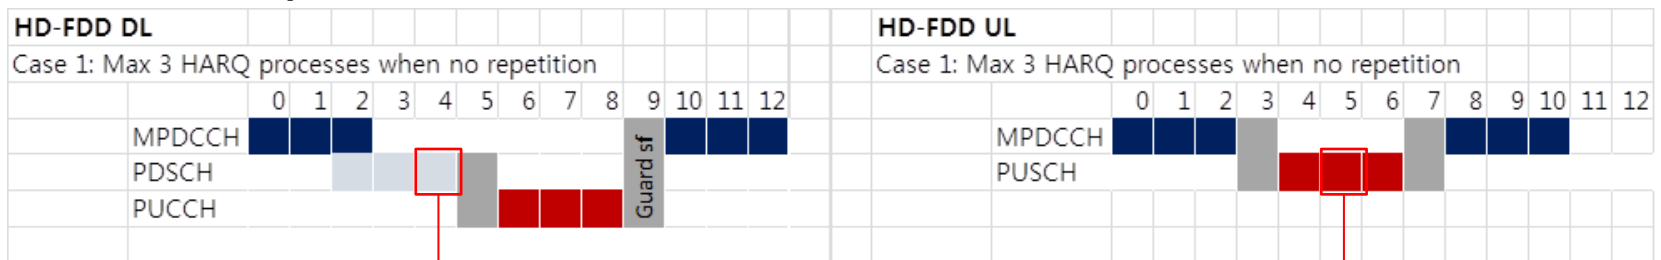 HD-FDD DL
Case 1: Max 3 HARQ processes when no repetition
0 1 2 3 4 5 6 7 8 9 10 11 12
MPDCCH
PDSCH
PUCCH
Guard sf
HD-FDD UL
Case 1: Max 3 HARQ processes when no repetition
0 1 2 3 4 5 6 7 8 9 10 11 12
MPDCCH
PUSCH